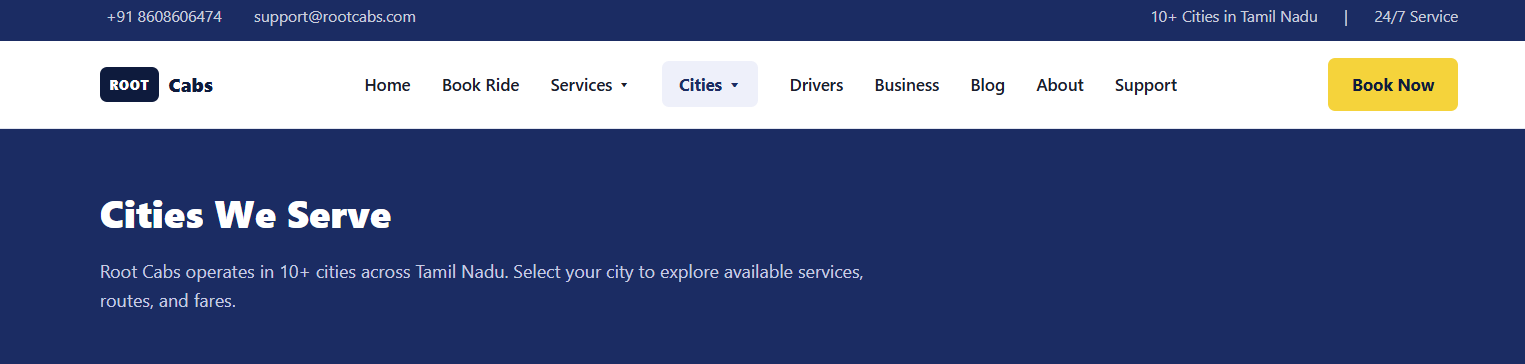 +91 8608606474 support@rootcabs.com 10+ Cities in Tamil Nadu | 24/7 Service
ROOT Cabs Home Book Ride Services Cities Drivers Business Blog About Support Book Now
Cities We Serve
Root Cabs operates in 10+ cities across Tamil Nadu. Select your city to explore available services,
routes, and fares.